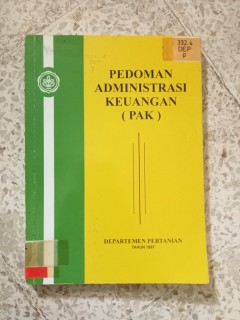 332.4
DEP
P
PEDOMAN
ADMINISTRASI
KEUANGAN
( PAK )
DEPARTEMEN PERTANIAN